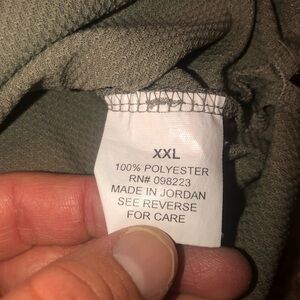 XXL
100% POLYESTER
RN# 098223
MADE IN JORDAN
SEE REVERSE
FOR CARE